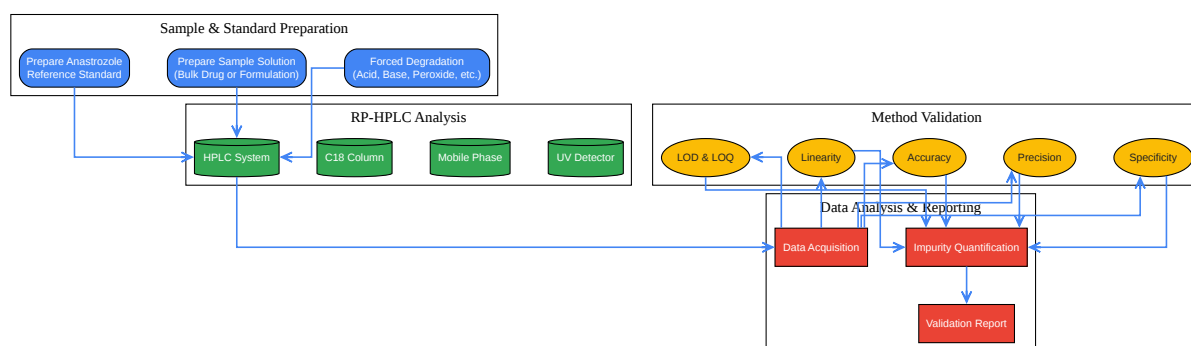 Sample & Standard Preparation
Prepare Anastrozole
Reference Standard
Prepare Sample Solution
(Bulk Drug or Formulation)
Forced Degradation
(Acid, Base, Peroxide, etc.)
RP-HPLC Analysis
HPLC System
C18 Column
Mobile Phase
UV Detector
Method Validation
LOD & LOQ
Linearity
Accuracy
Precision
Specificity
Data Analysis & Reporting
Data Acquisition
Impurity Quantification
Validation Report